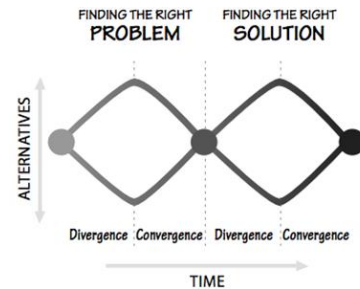 FINDING THE RIGHT
PROBLEM
FINDING THE RIGHT
SOLUTION
ALTERNATIVES
Divergence Convergence Divergence Convergence
TIME